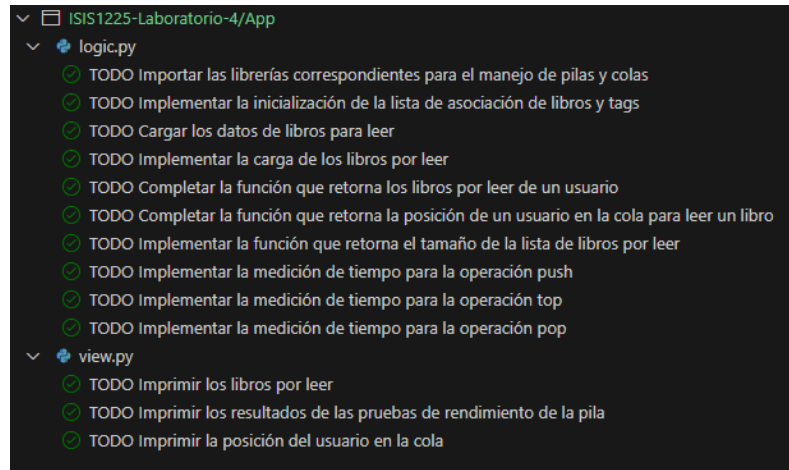 ISIS1225-Laboratorio-4/App
logic.py
TODO Importar las librerías correspondientes para el manejo de pilas y colas
TODO Implementar la inicialización de la lista de asociación de libros y tags
TODO Cargar los datos de libros para leer
TODO Implementar la carga de los libros por leer
TODO Completar la función que retorna los libros por leer de un usuario
TODO Completar la función que retorna la posición de un usuario en la cola para leer un libro
TODO Implementar la función que retorna el tamaño de la lista de libros por leer
TODO Implementar la medición de tiempo para la operación push
TODO Implementar la medición de tiempo para la operación top
TODO Implementar la medición de tiempo para la operación pop
view.py
TODO Imprimir los libros por leer
TODO Imprimir los resultados de las pruebas de rendimiento de la pila
TODO Imprimir la posición del usuario en la cola